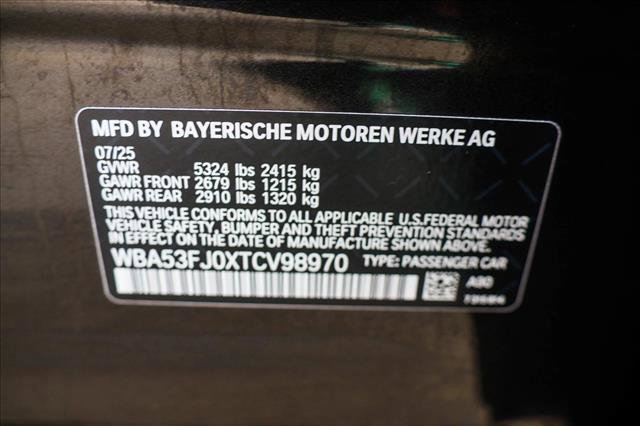 MFD BY BAYERISCHE MOTOREN WERKE AG
07/25
GVWR 5324 lbs 2415 kg
GAWR FRONT 2679 lbs 1215 kg
GAWR REAR 2910 lbs 1320 kg
THIS VEHICLE CONFORMS TO ALL APPLICABLE U.S.FEDERAL MOTOR
VEHICLE SAFETY, BUMPER AND THEFT PREVENTION STANDARDS
IN EFFECT ON THE DATE OF MANUFACTURE SHOWN ABOVE.
WBA53FJ0XTCV98970 TYPE: PASSENGER CAR
A90